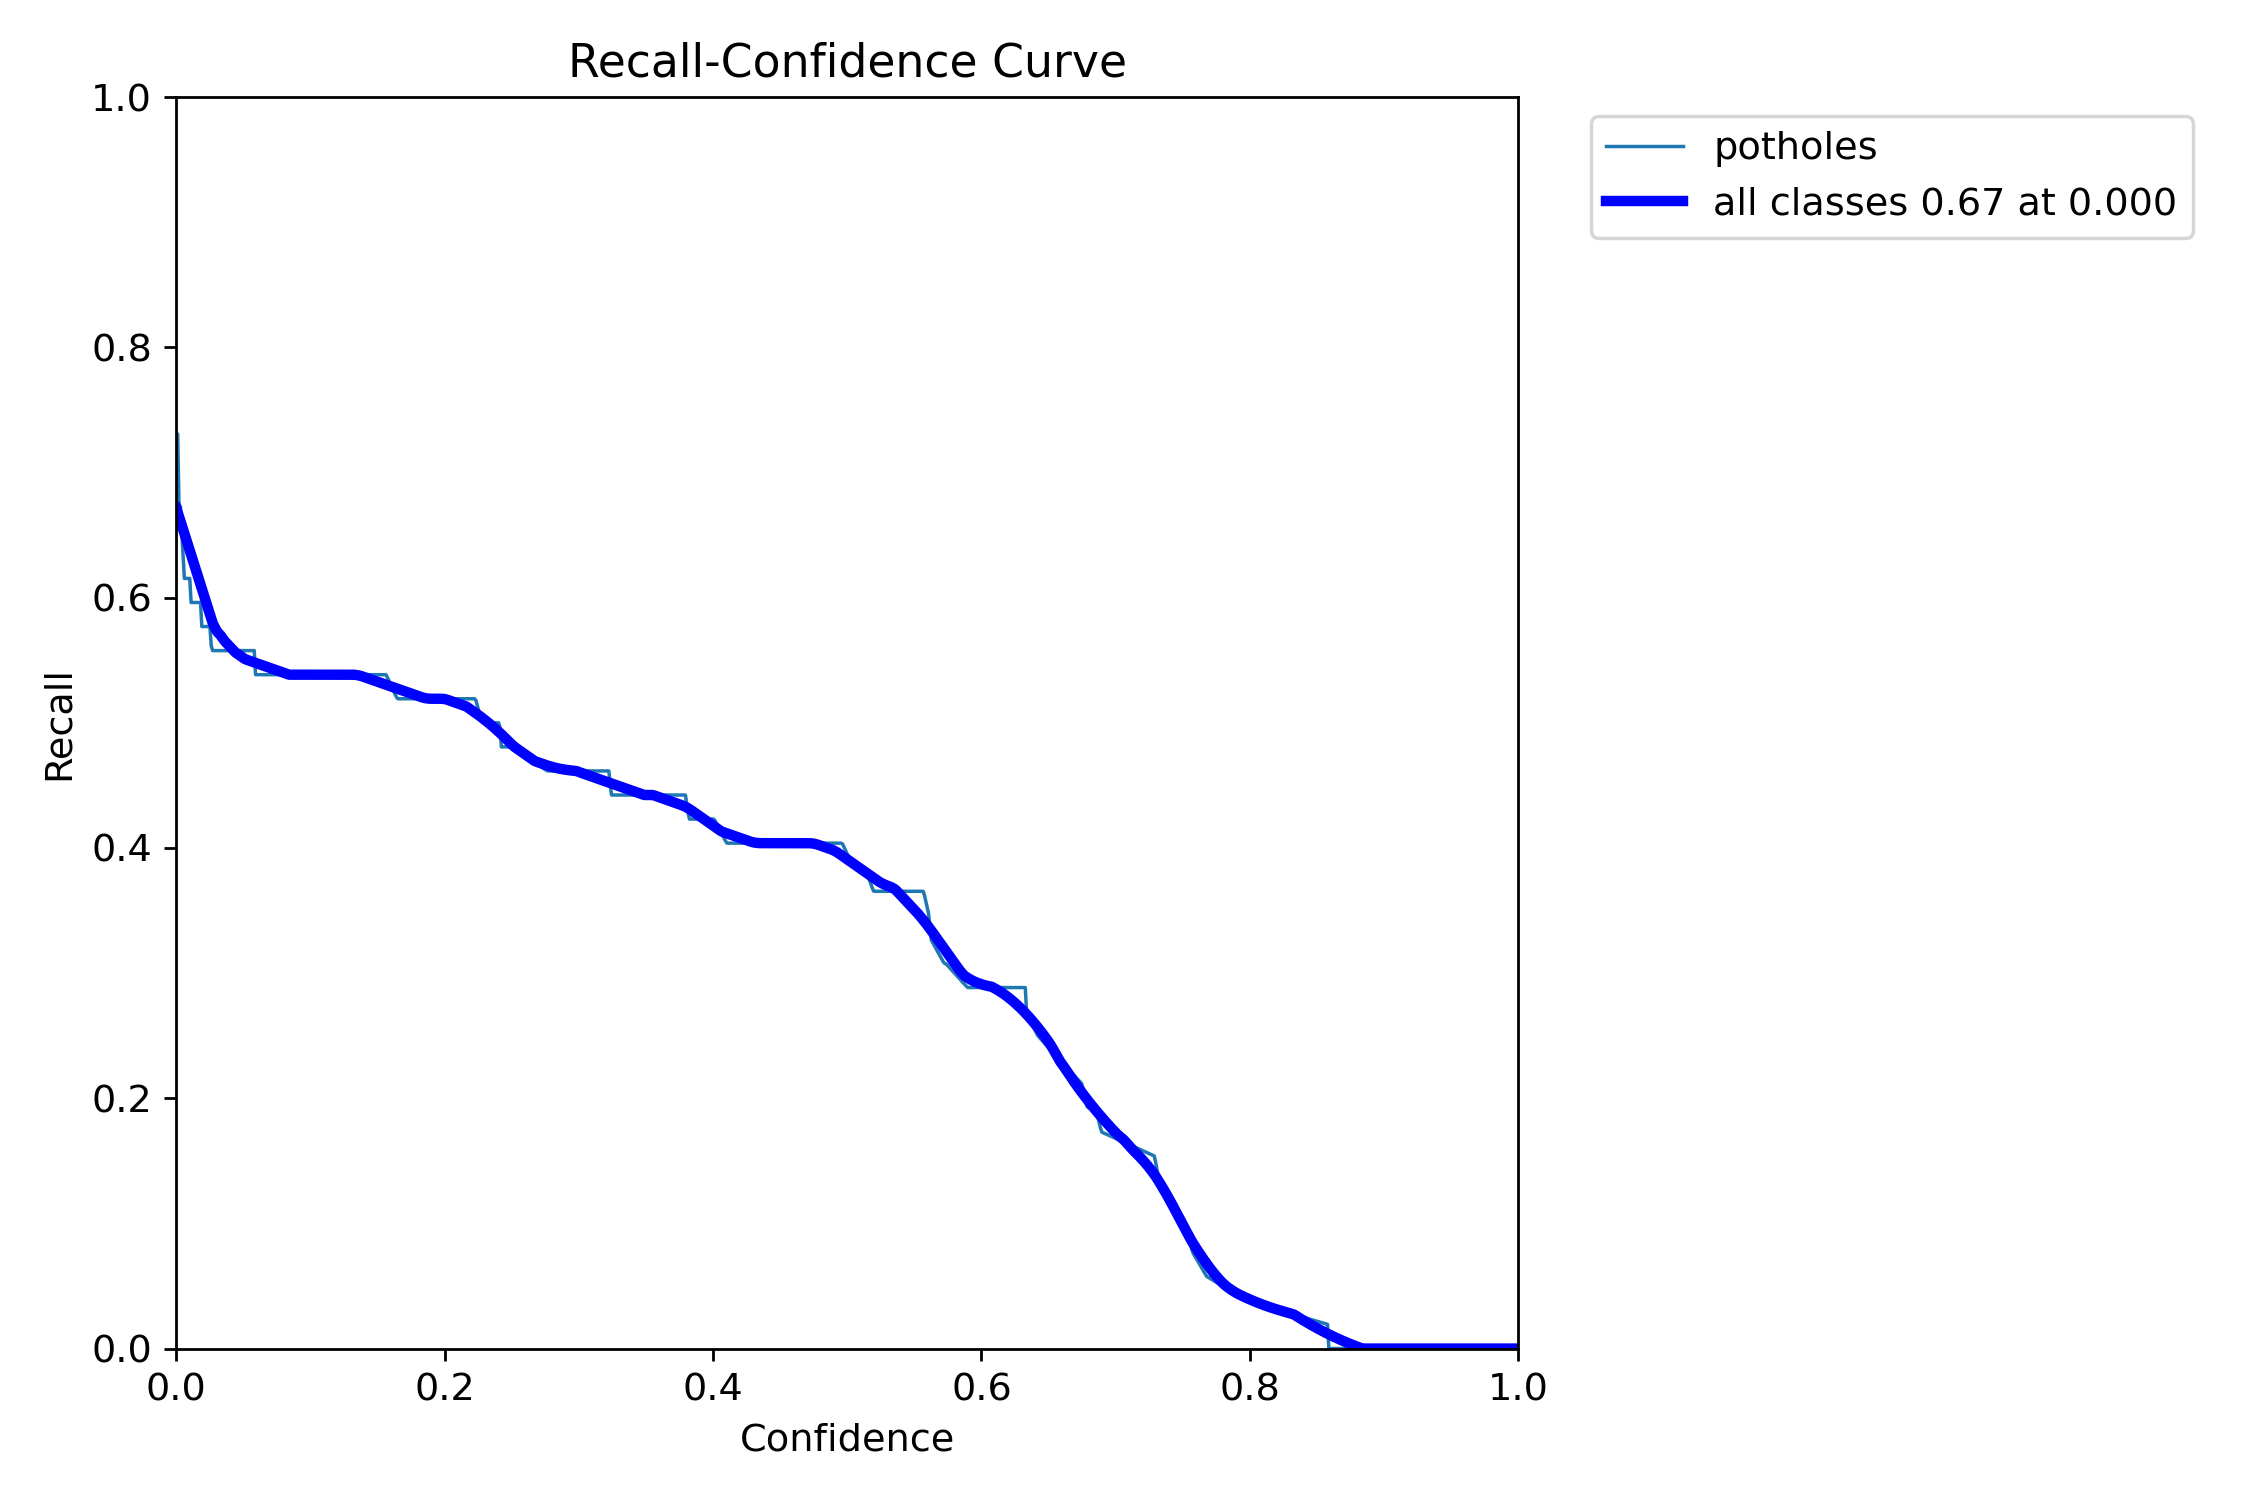 Recall-Confidence Curve
potholes
all classes 0.67 at 0.000
1.0
0.8
0.6
0.4
0.2
0.0
Recall
0.0 0.2 0.4 0.6 0.8 1.0
Confidence